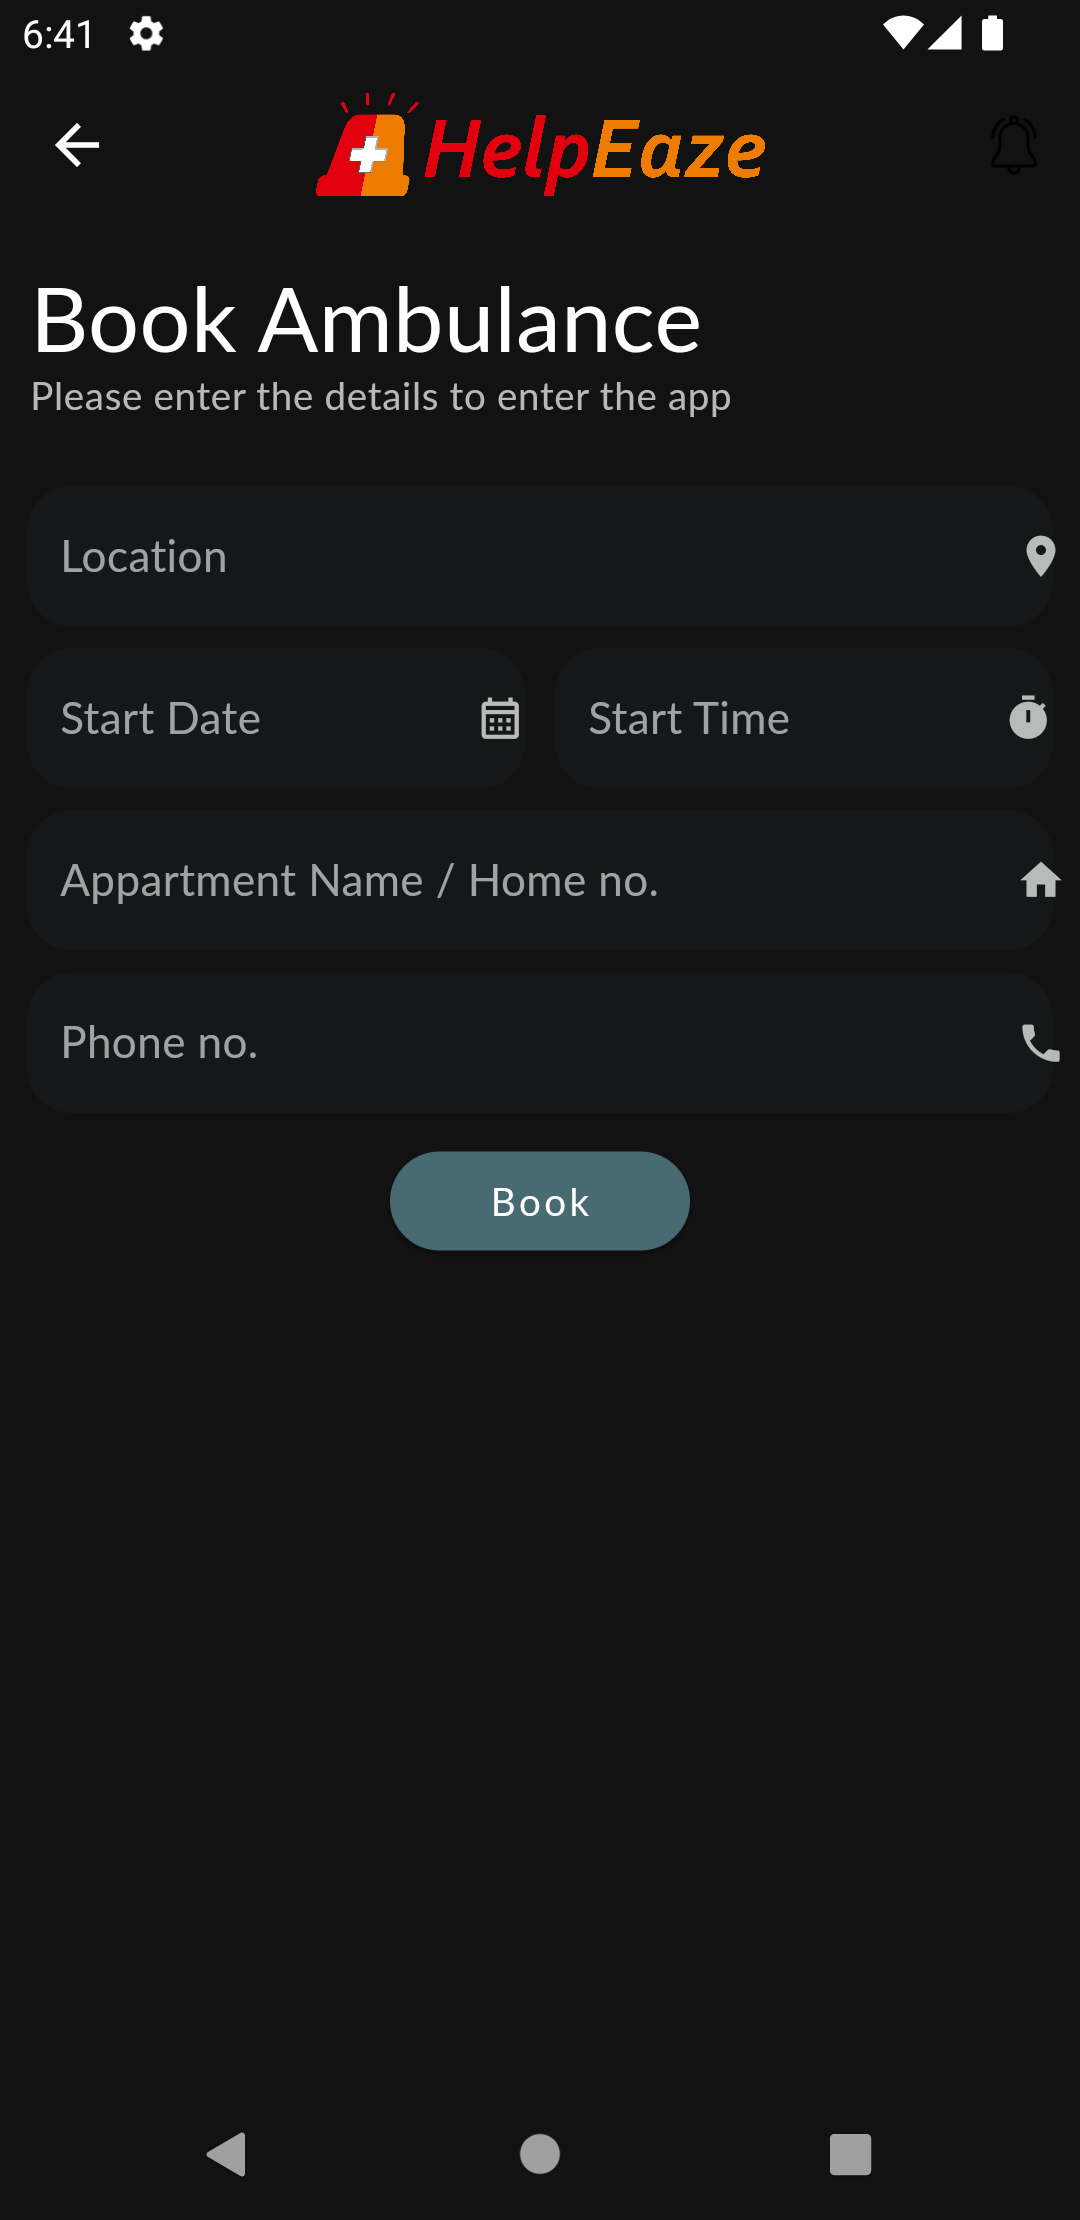 6:41
HelpEaze
Book Ambulance
Please enter the details to enter the app
Location
Start Date
Start Time
Appartment Name / Home no.
Phone no.
Book